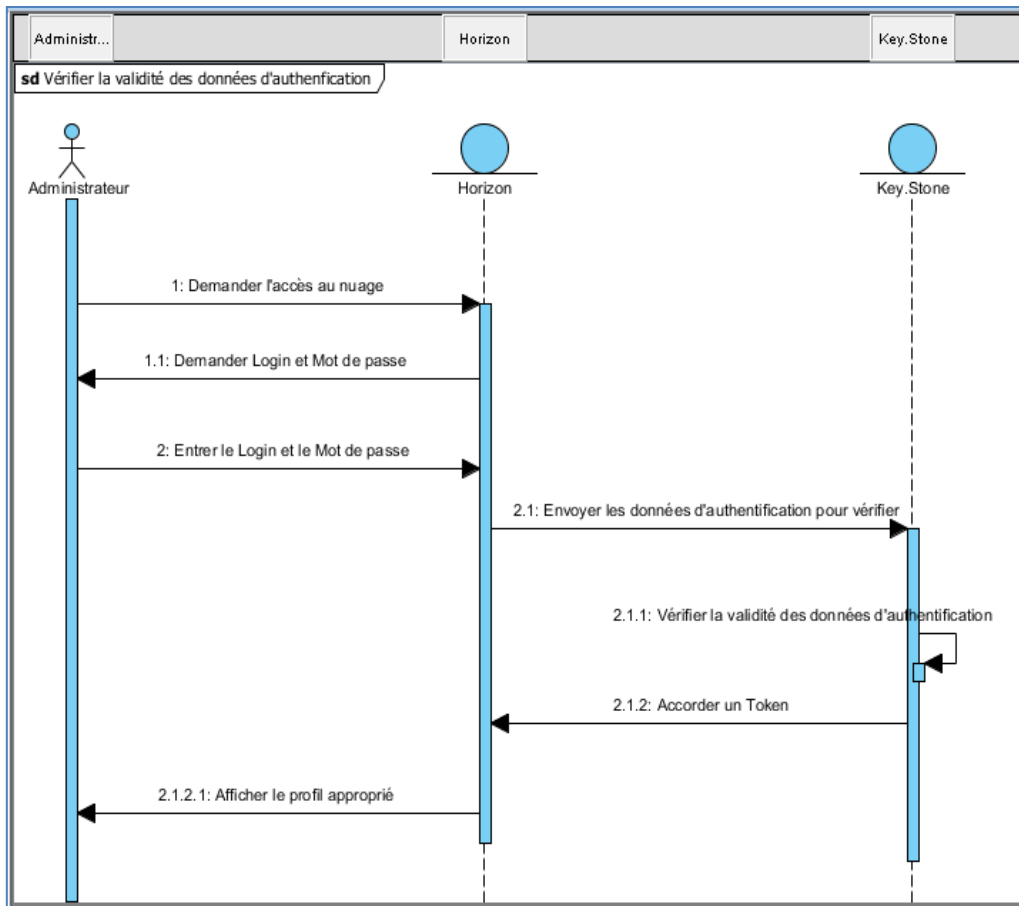 Administr...
Horizon
Key.Stone
sd Vérifier la validité des données d'authenfication
Administrateur
Horizon
Key.Stone
1: Demander l'accès au nuage
1.1: Demander Login et Mot de passe
2: Entrer le Login et le Mot de passe
2.1: Envoyer les données d'authentification pour vérifier
2.1.1: Vérifier la validité des données d'authentification
2.1.2: Accorder un Token
2.1.2.1: Afficher le profil approprié